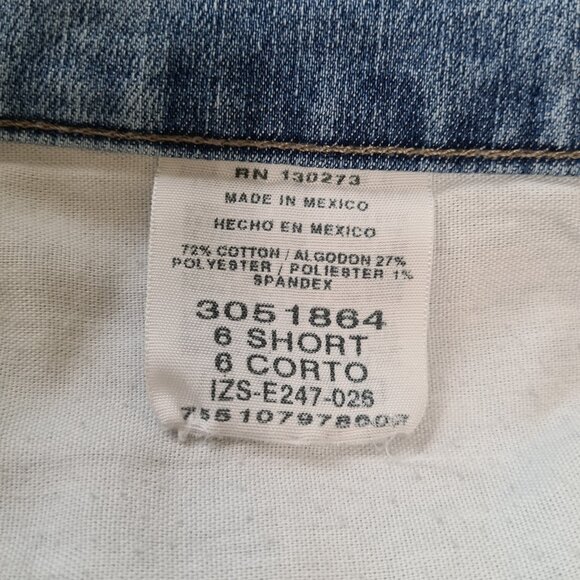 RN 130273
MADE IN MEXICO
HECHO EN MEXICO
72% COTTON / ALGODON 27%
POLYESTER / POLIESTER 1%
SPANDEX
3051864
6 SHORT
6 CORTO
IZS-E247-026